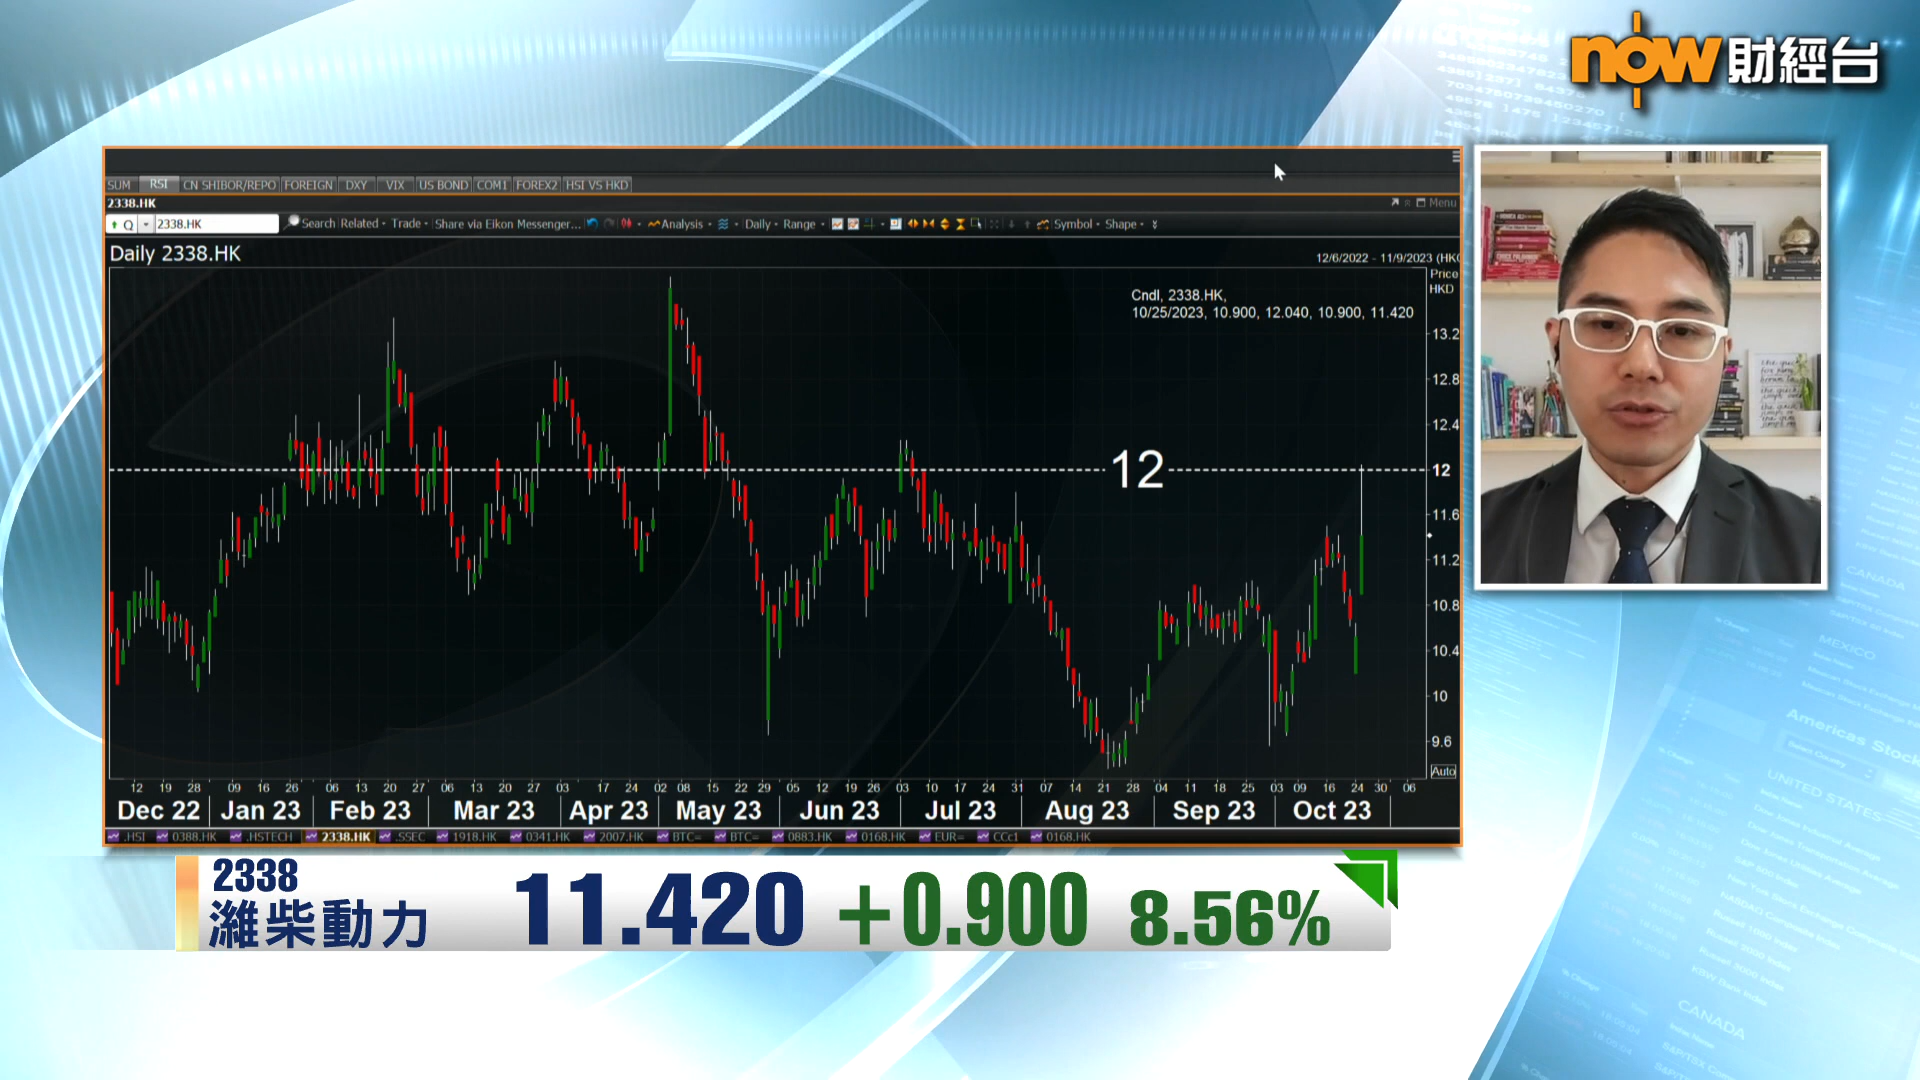 now 財經台
SUM RSI CN SHIBOR/REPO FOREIGN DXY VIX US BOND COM1 FOREX2 HSI VS HKD
2338.HK
Menu
Q 2338.HK Search Related Trade Share via Eikon Messenger... Analysis Daily Range Symbol Shape
Daily 2338.HK
12/6/2022 - 11/9/2023 (HK
Price
HKD
Cndl, 2338.HK,
10/25/2023, 10.900, 12.040, 10.900, 11.420
13.2
12.8
12.4
12
12
11.6
11.2
10.8
10.4
10
9.6
Auto
12 19 28 09 16 26 06 13 20 27 06 13 20 27 03 17 24 02 08 15 22 29 05 12 19 26 03 10 17 24 31 07 14 21 28 04 11 18 25 03 09 16 24 30 06
Dec 22 Jan 23 Feb 23 Mar 23 Apr 23 May 23 Jun 23 Jul 23 Aug 23 Sep 23 Oct 23
.HSI 0388.HK .HSTECH 2338.HK .SSEC 1918.HK 0341.HK 2007.HK BTC= BTC= 0883.HK 0168.HK EUR= CCc1 0168.HK
2338
濰柴動力 11.420 +0.900 8.56%
MEXICO
Americas Stock
UNITED STATES
CANADA
CANADA